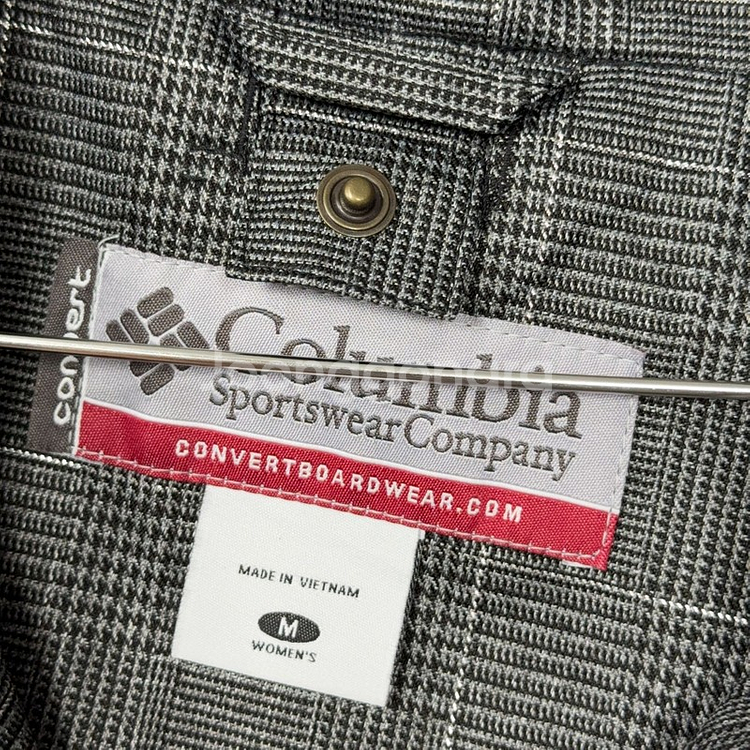 convert
Columbia
Sportswear Company
CONVERTBOARDWEAR.COM
MADE IN VIETNAM
M
WOMEN'S